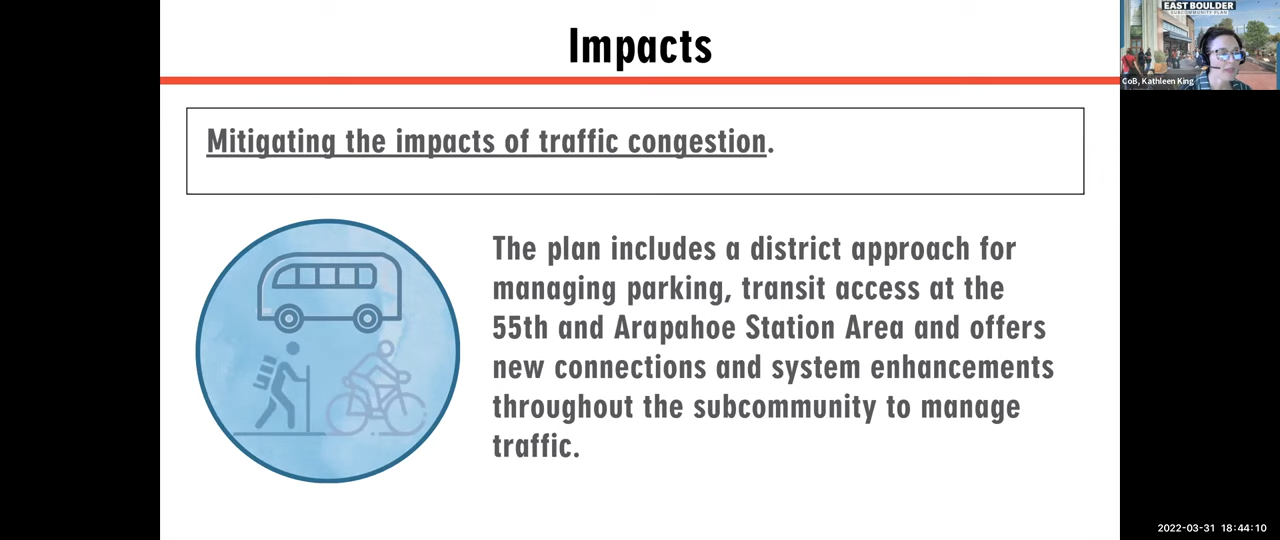 Impacts
EAST BOULDER
SUBCOMMUNITY PLAN
CoB, Kathleen King
Mitigating the impacts of traffic congestion.
The plan includes a district approach for
managing parking, transit access at the
55th and Arapahoe Station Area and offers
new connections and system enhancements
throughout the subcommunity to manage
traffic.
2022-03-31 18:44:10